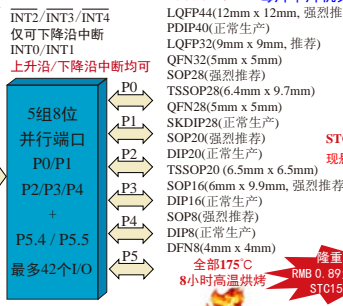 INT2/INT3/INT4
仅可下降沿中断
INT0/INT1
上升沿/下降沿中断均可
5组8位
并行端口
P0/P1
P2/P3/P4
+
P5.4 / P5.5
最多42个I/O
P0
P1
P2
P3
P4
P5
LQFP44(12mm x 12mm, 强烈推
PDIP40(正常生产)
LQFP32(9mm x 9mm, 推荐)
QFN32(5mm x 5mm)
SOP28(强烈推荐)
TSSOP28(6.4mm x 9.7mm)
QFN28(5mm x 5mm)
SKDIP28(正常生产)
SOP20(强烈推荐)
DIP20(正常生产)
TSSOP20 (6.5mm x 6.5mm)
SOP16(6mm x 9.9mm, 强烈推荐
DIP16(正常生产)
SOP8(强烈推荐)
DIP8(正常生产)
DFN8(4mm x 4mm)
全部175℃
8小时高温烘烤
STC
现
隆重
RMB 0.89
STC15